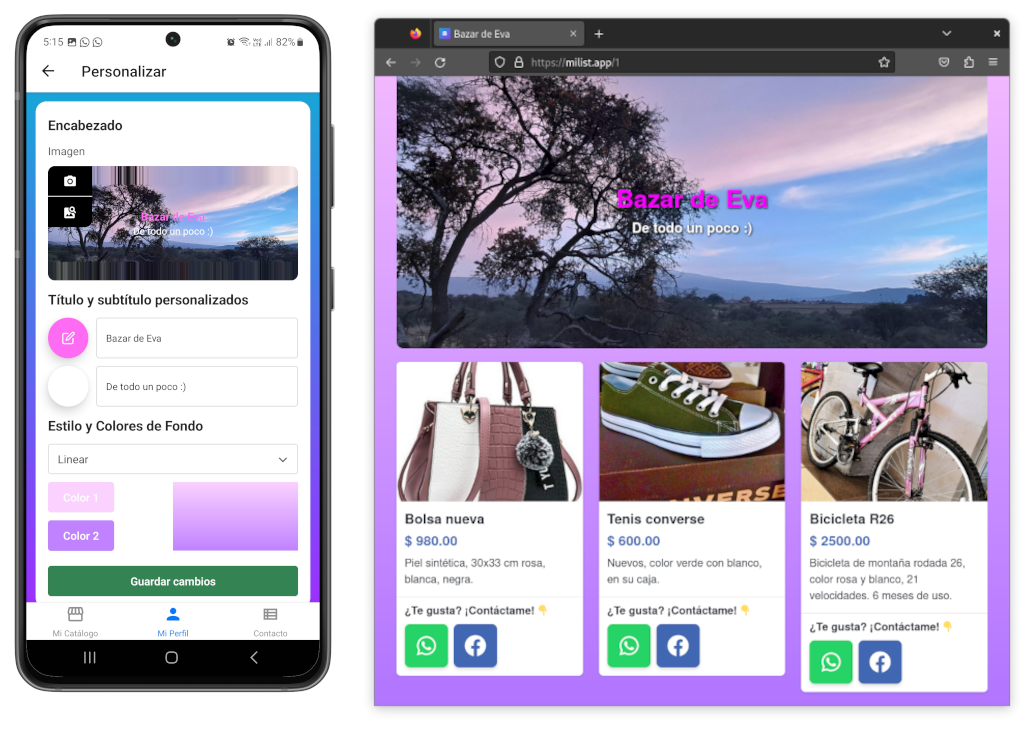 5:15
82%
Personalizar
Encabezado
Imagen
Bazar de Eva
De todo un poco :)
Título y subtítulo personalizados
Bazar de Eva
De todo un poco :)
Estilo y Colores de Fondo
Linear
Color 1
Color 2
Guardar cambios
Mi Catálogo
Mi Perfil
Contacto
Bazar de Eva
https://milist.app/1
Bazar de Eva
De todo un poco :)
Bolsa nueva
$ 980.00
Piel sintética, 30x33 cm rosa,
blanca, negra.
¿Te gusta? ¡Contáctame! 👇
Tenis converse
$ 600.00
Nuevos, color verde con blanco,
en su caja.
¿Te gusta? ¡Contáctame! 👇
Bicicleta R26
$ 2500.00
Bicicleta de montaña rodada 26,
color rosa y blanco, 21
velocidades. 6 meses de uso.
¿Te gusta? ¡Contáctame! 👇